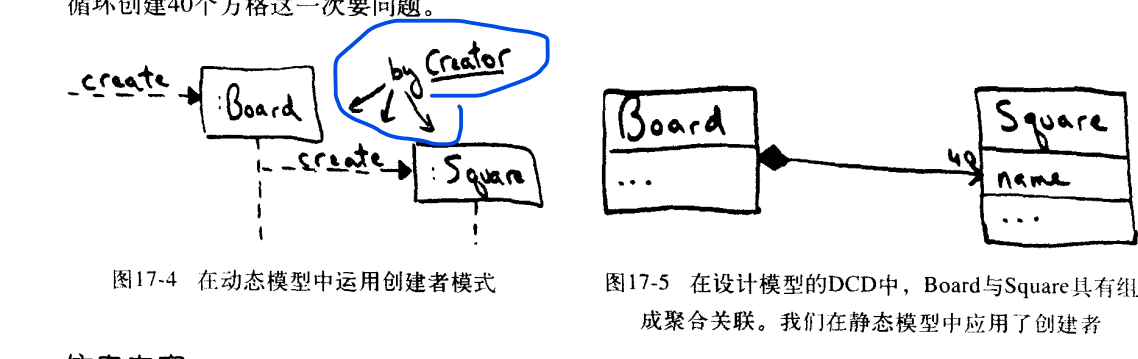 循环创建40个方格这一次要问题。
create
:Board
by Creator
create
:Square
图17-4 在动态模型中运用创建者模式
Board
...
40
Square
name
...
图17-5 在设计模型的DCD中，Board与Square具有组
成聚合关联。我们在静态模型中应用了创建者